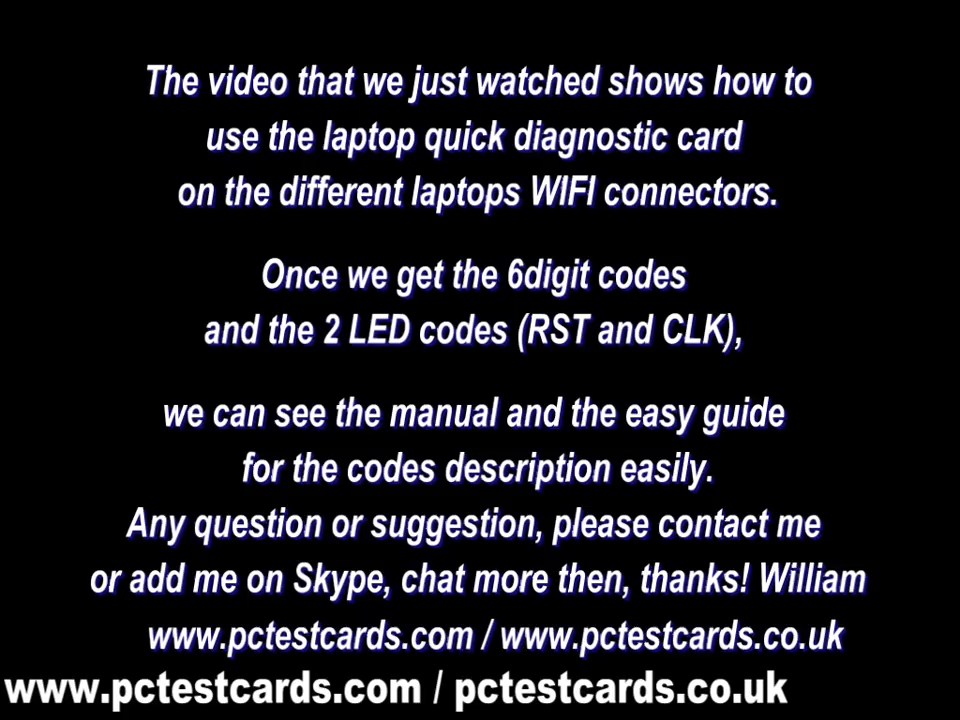 The video that we just watched shows how to
use the laptop quick diagnostic card
on the different laptops WIFI connectors.
Once we get the 6digit codes
and the 2 LED codes (RST and CLK),
we can see the manual and the easy guide
for the codes description easily.
Any question or suggestion, please contact me
or add me on Skype, chat more then, thanks! William
www.pctestcards.com / www.pctestcards.co.uk
www.pctestcards.com / pctestcards.co.uk